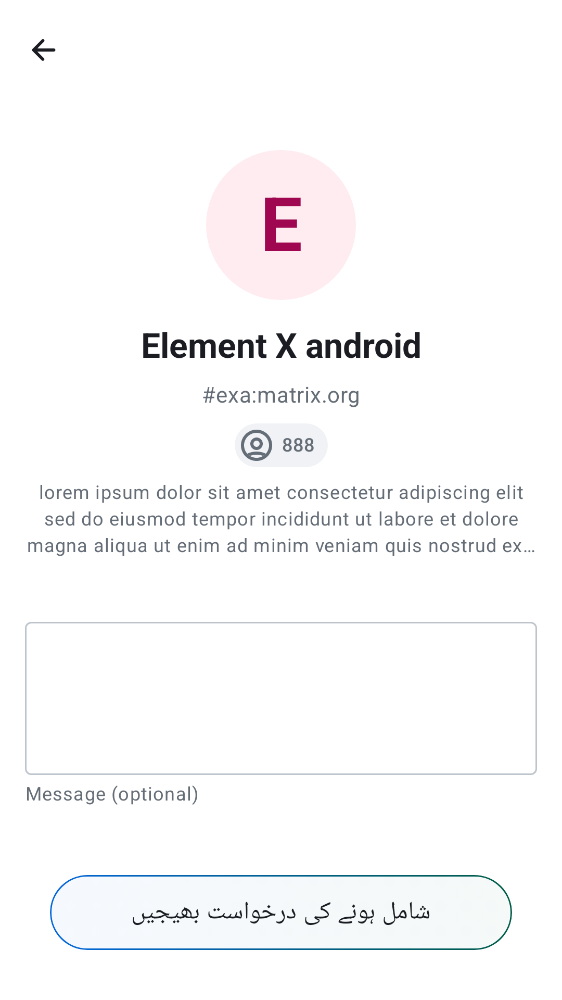 E
Element X android
#exa:matrix.org
888
lorem ipsum dolor sit amet consectetur adipiscing elit
sed do eiusmod tempor incididunt ut labore et dolore
magna aliqua ut enim ad minim veniam quis nostrud ex…
Message (optional)
شامل ہونے کی درخواست بھیجیں